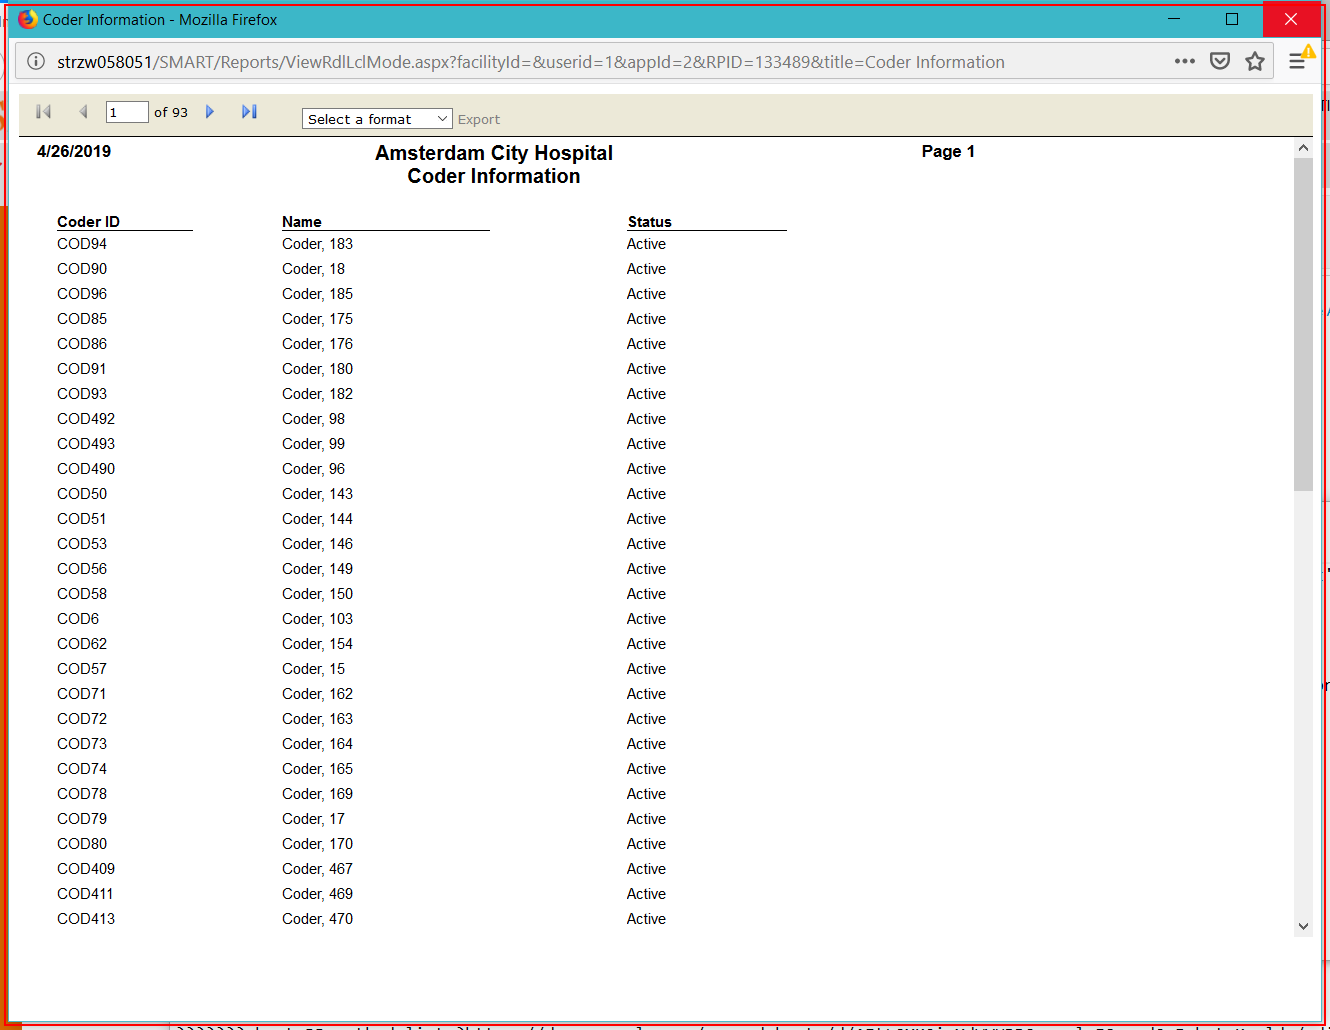 Coder Information - Mozilla Firefox
strzw058051/SMART/Reports/ViewRdlLclMode.aspx?facilityId=&userid=1&appId=2&RPID=133489&title=Coder Information
1 of 93 Select a format Export
4/26/2019 Amsterdam City Hospital Page 1
Coder Information
Coder ID Name Status
COD94 Coder, 183 Active
COD90 Coder, 18 Active
COD96 Coder, 185 Active
COD85 Coder, 175 Active
COD86 Coder, 176 Active
COD91 Coder, 180 Active
COD93 Coder, 182 Active
COD492 Coder, 98 Active
COD493 Coder, 99 Active
COD490 Coder, 96 Active
COD50 Coder, 143 Active
COD51 Coder, 144 Active
COD53 Coder, 146 Active
COD56 Coder, 149 Active
COD58 Coder, 150 Active
COD6 Coder, 103 Active
COD62 Coder, 154 Active
COD57 Coder, 15 Active
COD71 Coder, 162 Active
COD72 Coder, 163 Active
COD73 Coder, 164 Active
COD74 Coder, 165 Active
COD78 Coder, 169 Active
COD79 Coder, 17 Active
COD80 Coder, 170 Active
COD409 Coder, 467 Active
COD411 Coder, 469 Active
COD413 Coder, 470 Active